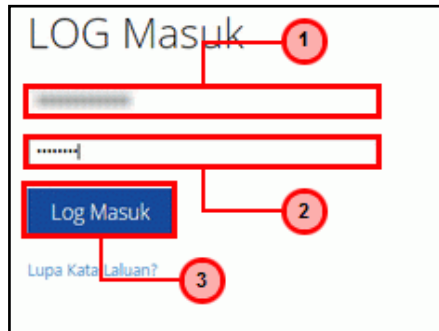 LOG Masuk
1
••••••••
2
Log Masuk
Lupa Kata Laluan?
3